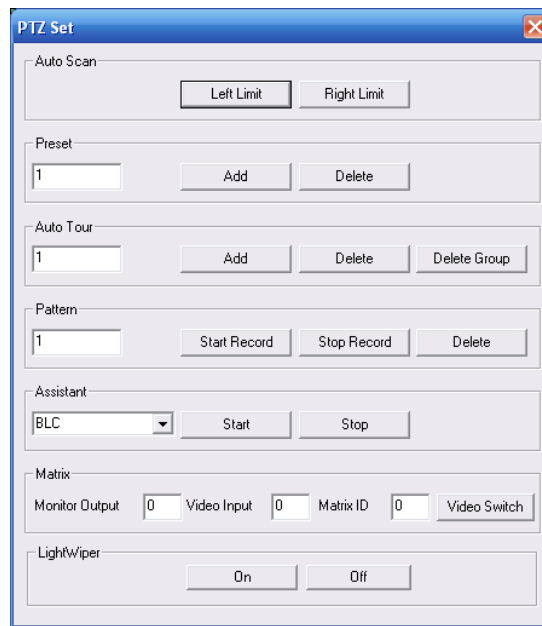 PTZ Set
Auto Scan
Left Limit Right Limit
Preset
1 Add Delete
Auto Tour
1 Add Delete Delete Group
Pattern
1 Start Record Stop Record Delete
Assistant
BLC Start Stop
Matrix
Monitor Output 0 Video Input 0 Matrix ID 0 Video Switch
LightWiper
On Off